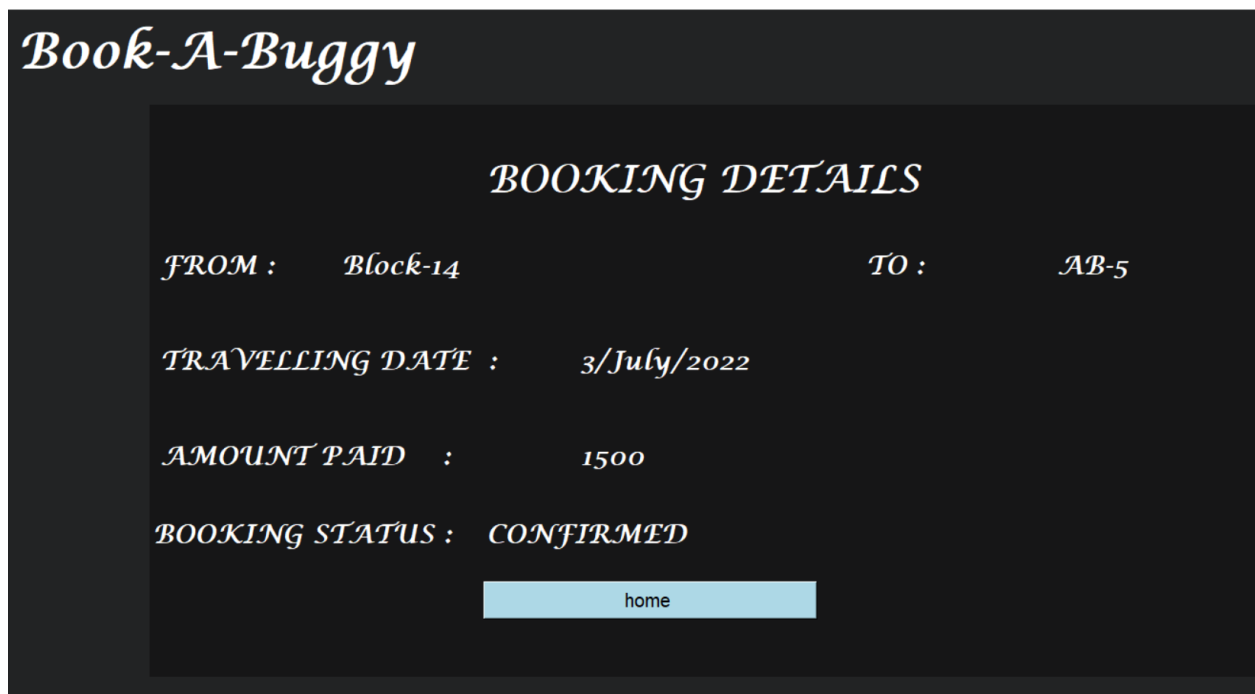 Book-A-Buggy
BOOKING DETAILS
FROM : Block-14 TO : AB-5
TRAVELLING DATE : 3/July/2022
AMOUNT PAID : 1500
BOOKING STATUS : CONFIRMED
home